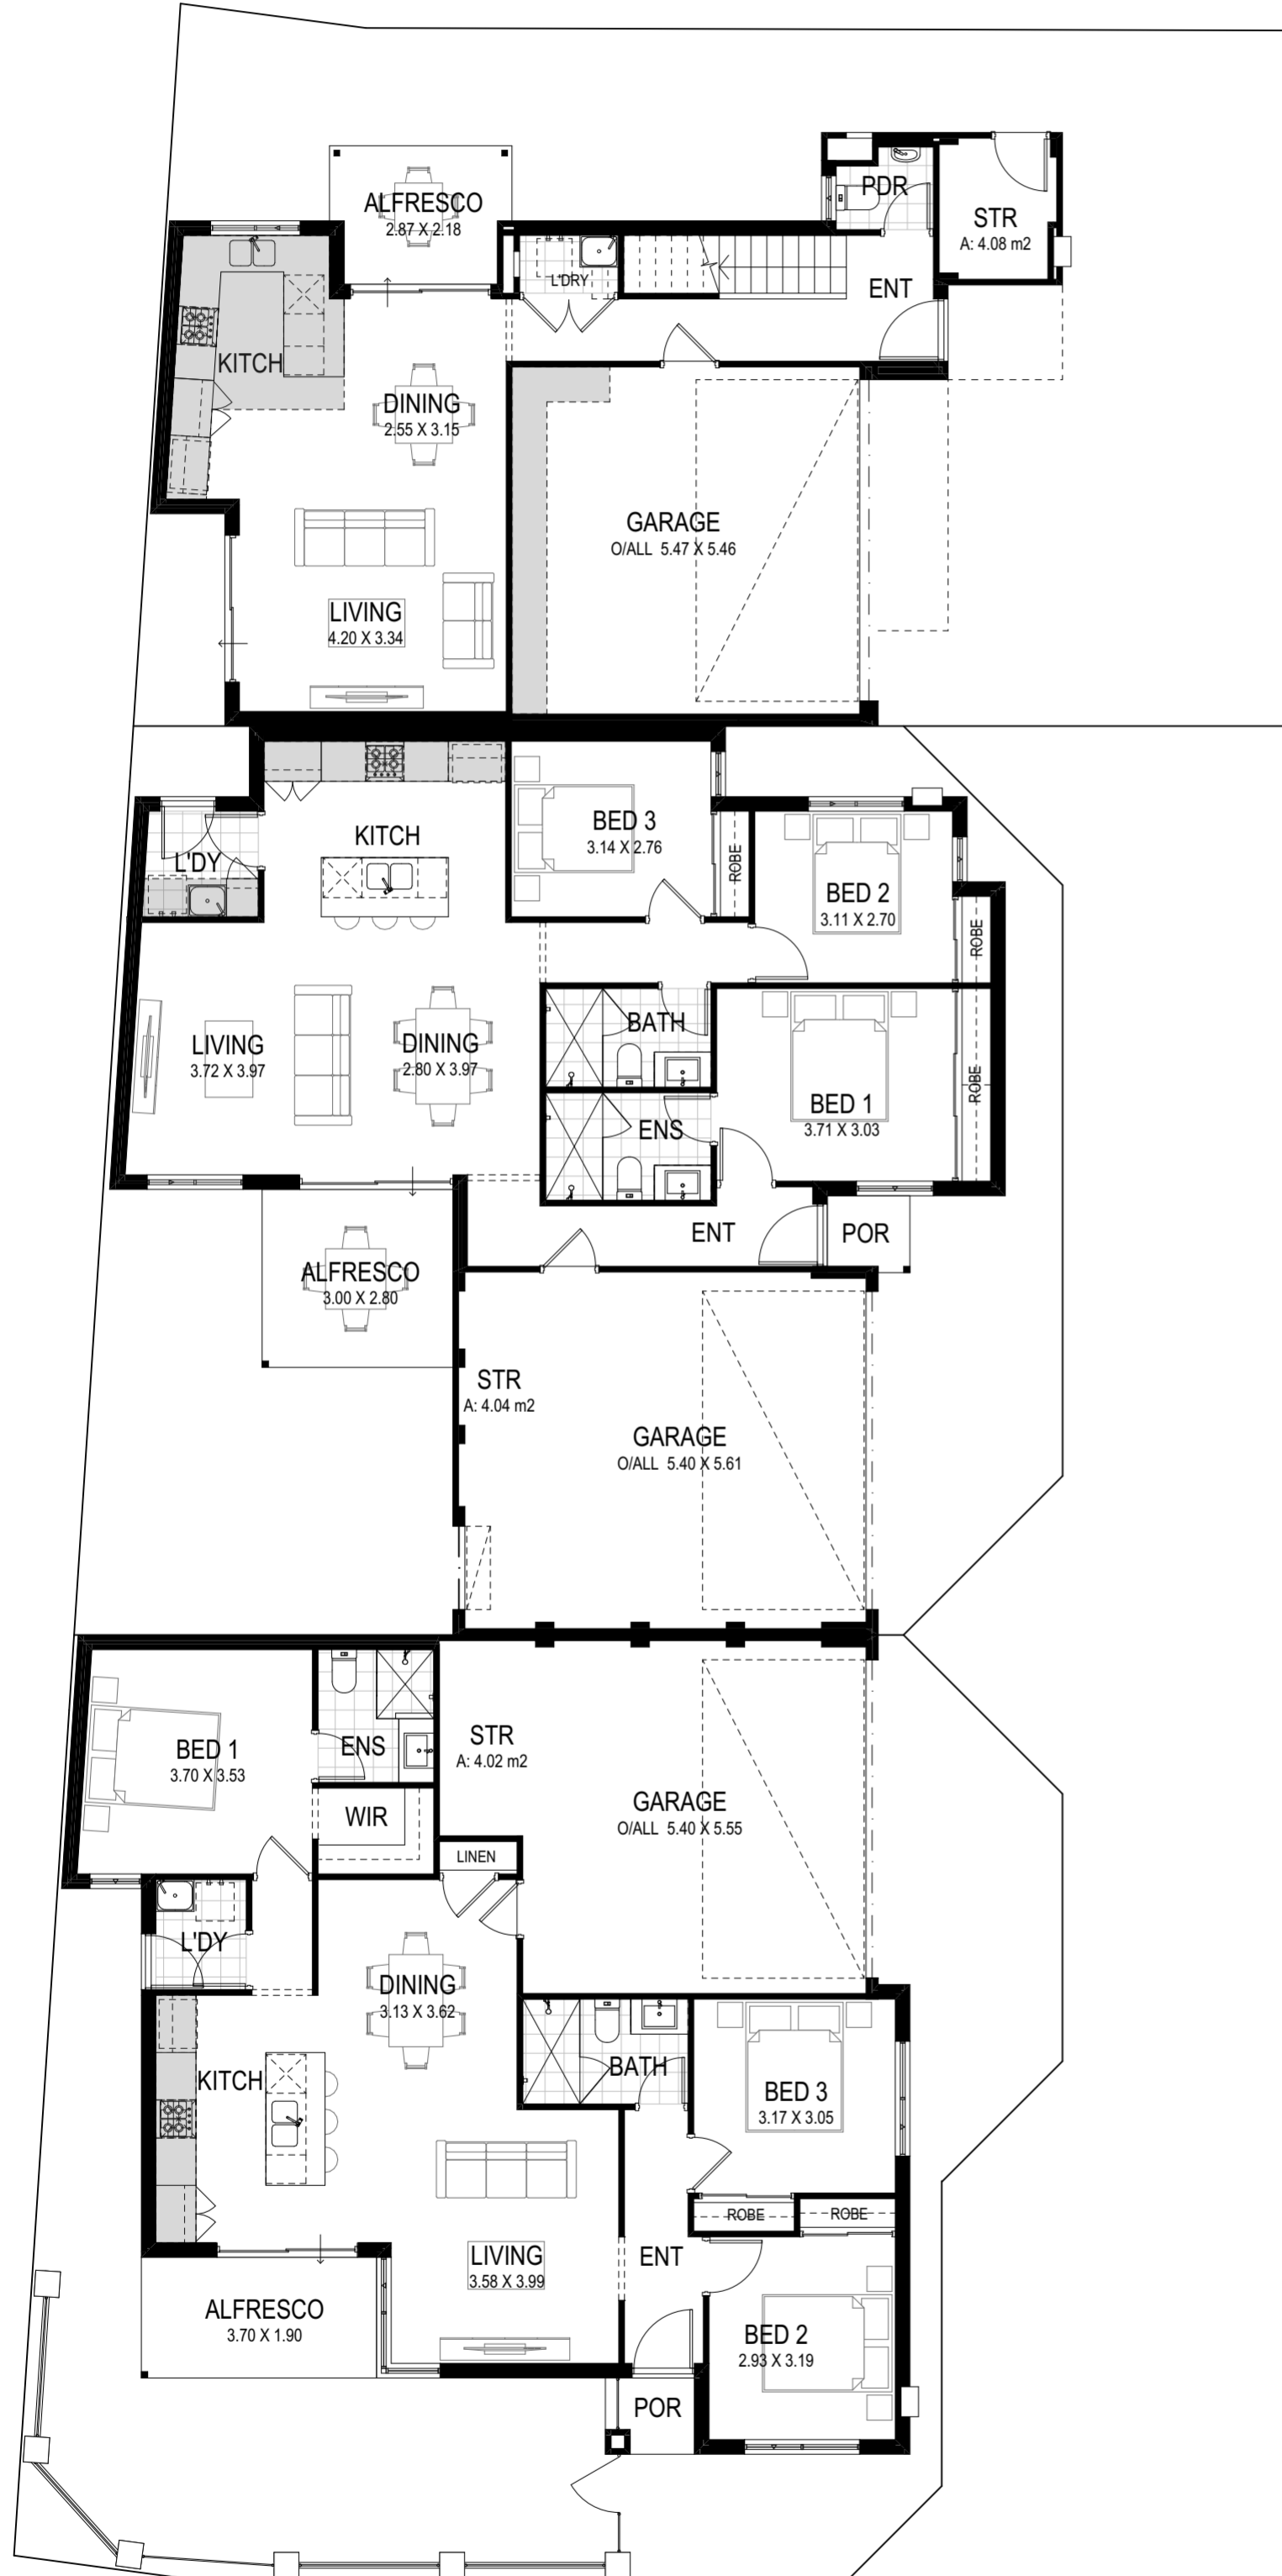 ALFRESCO
2.87 X 2.18
PDR
STR
A: 4.08 m2
L'DRY
ENT
KITCH
DINING
2.55 X 3.15
GARAGE
O/ALL 5.47 X 5.46
LIVING
4.20 X 3.34
KITCH
BED 3
3.14 X 2.76
ROBE
L'DY
BED 2
3.11 X 2.70
ROBE
BATH
LIVING
3.72 X 3.97
DINING
2.80 X 3.97
BED 1
3.71 X 3.03
ROBE
ENS
ENT
POR
ALFRESCO
3.00 X 2.80
STR
A: 4.04 m2
GARAGE
O/ALL 5.40 X 5.61
BED 1
3.70 X 3.53
ENS
STR
A: 4.02 m2
GARAGE
O/ALL 5.40 X 5.55
WIR
LINEN
L'DY
DINING
3.13 X 3.62
KITCH
BATH
BED 3
3.17 X 3.05
ROBE
ROBE
LIVING
3.58 X 3.99
ENT
ALFRESCO
3.70 X 1.90
BED 2
2.93 X 3.19
POR